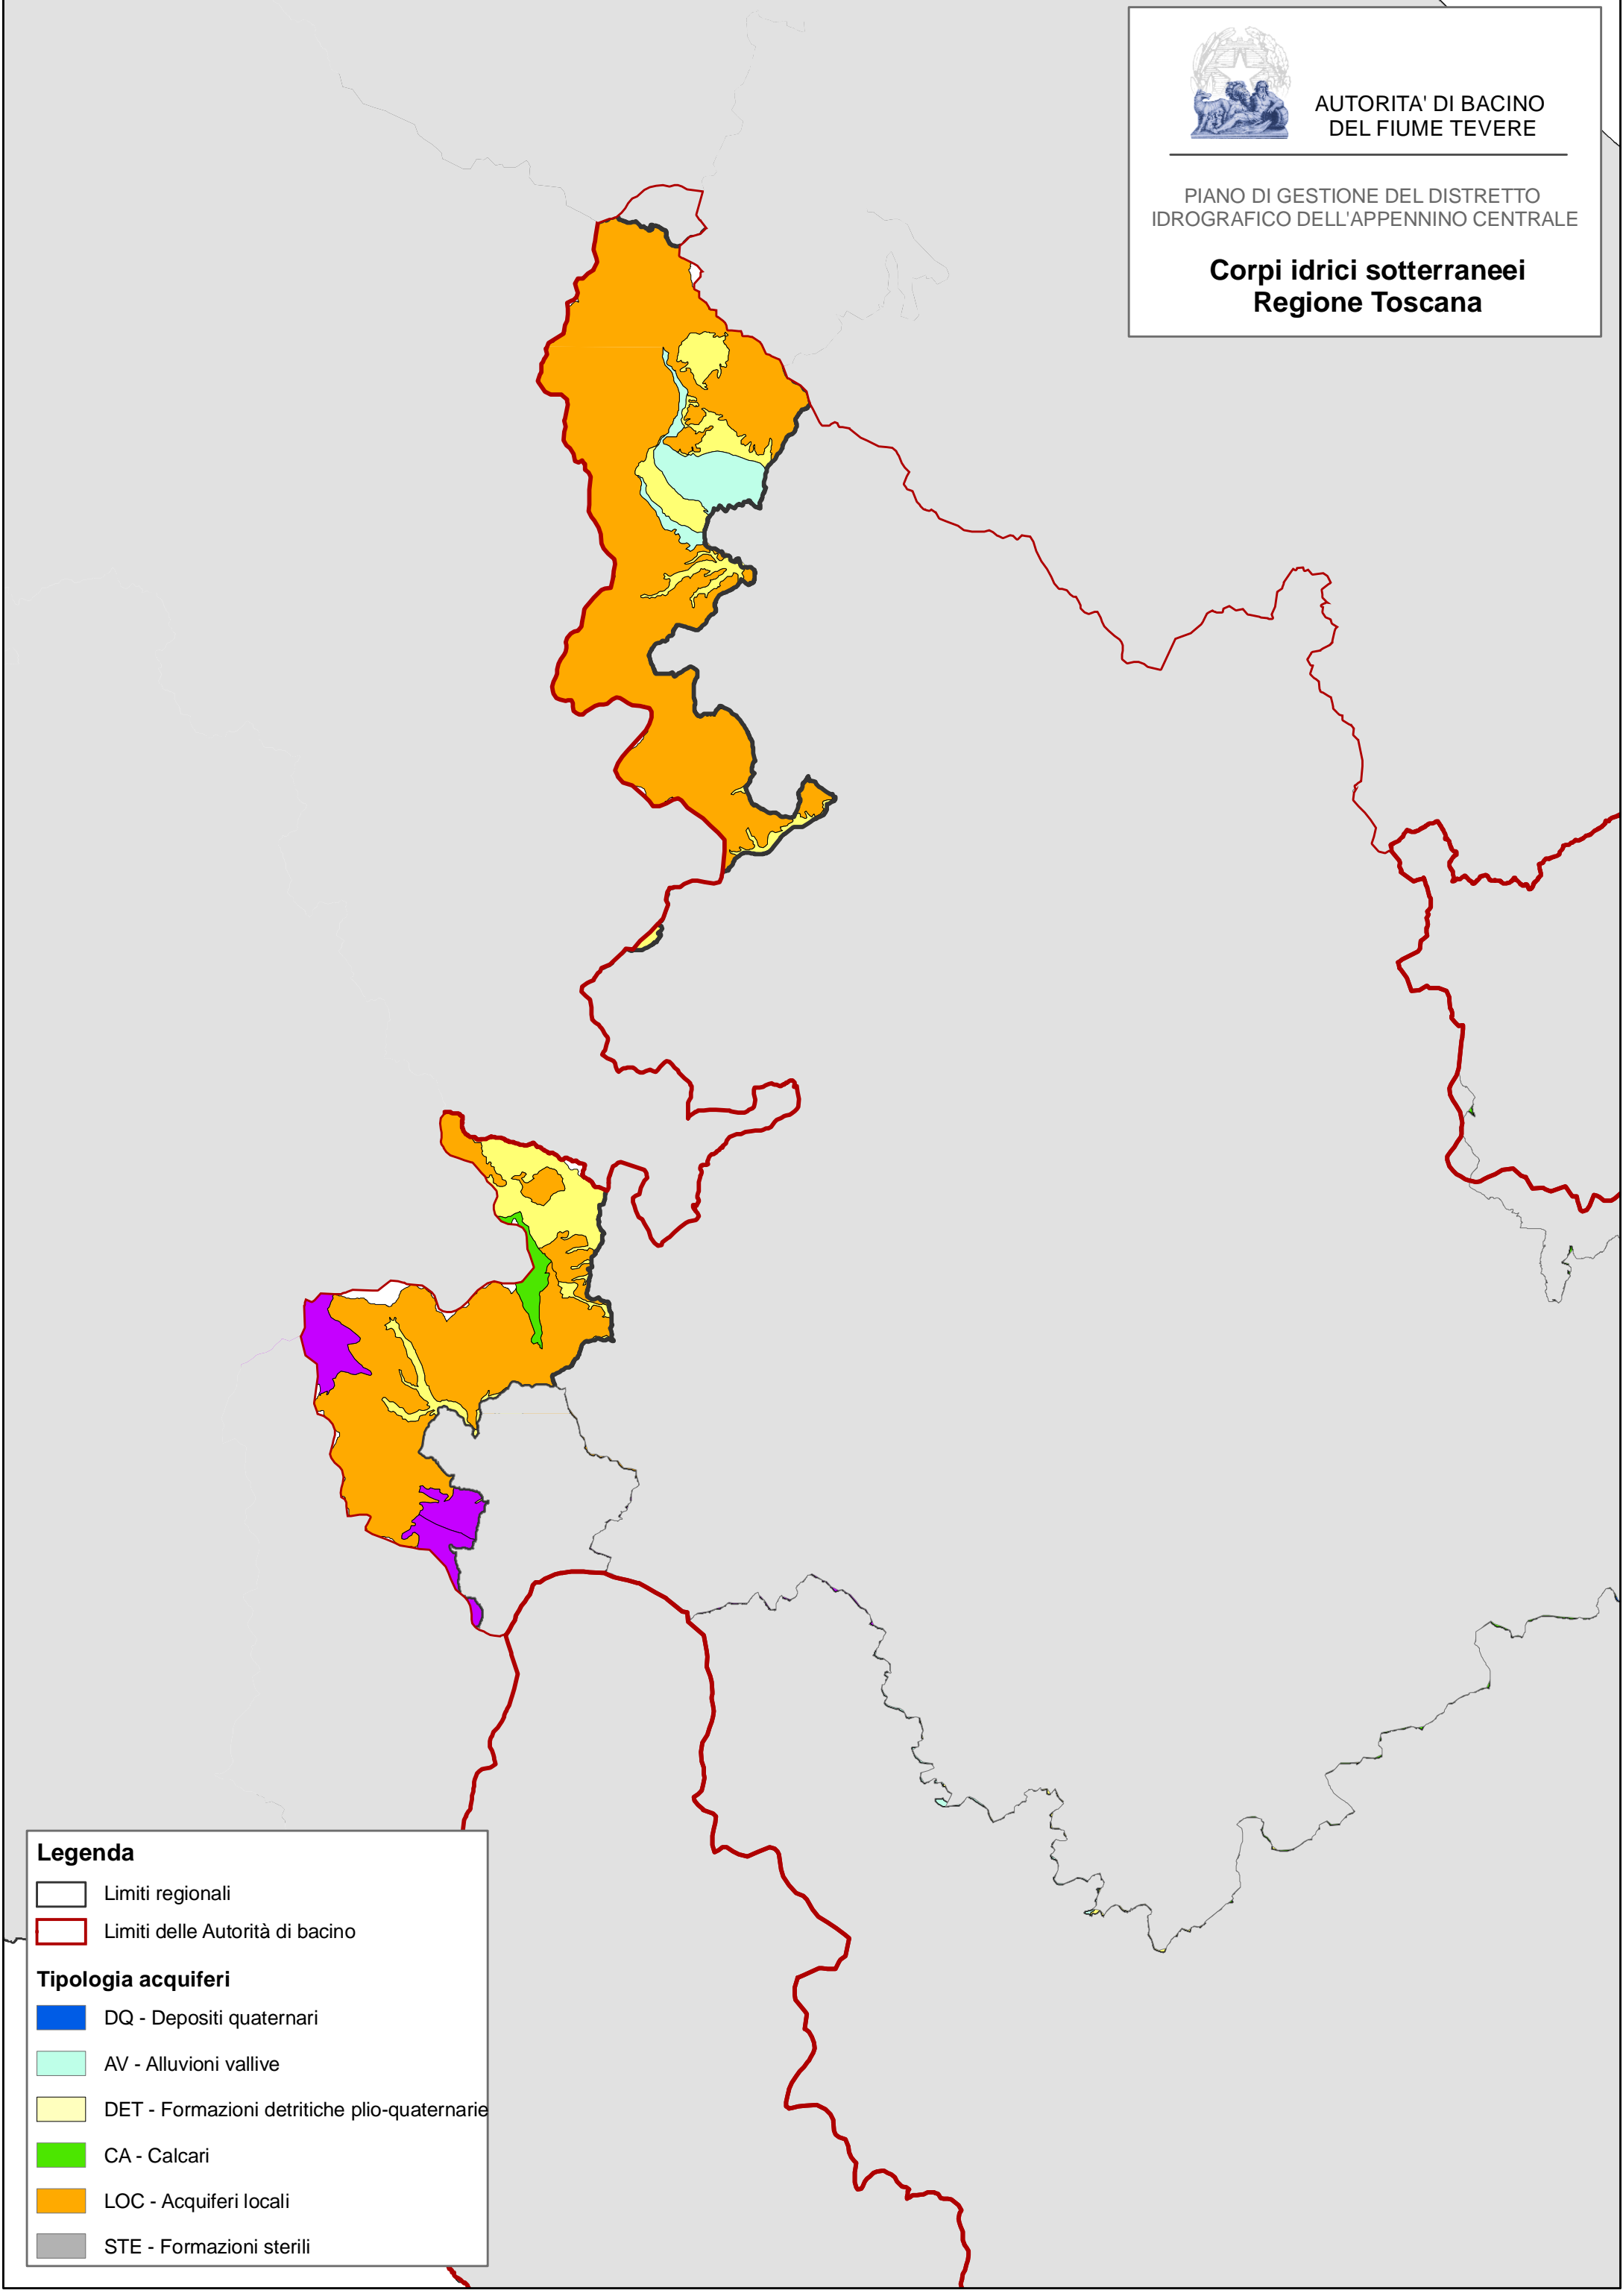 AUTORITA' DI BACINO
DEL FIUME TEVERE
PIANO DI GESTIONE DEL DISTRETTO
IDROGRAFICO DELL'APPENNINO CENTRALE
Corpi idrici sotterraneei
Regione Toscana
Legenda
Limiti regionali
Limiti delle Autorità di bacino
Tipologia acquiferi
DQ - Depositi quaternari
AV - Alluvioni vallive
DET - Formazioni detritiche plio-quaternarie
CA - Calcari
LOC - Acquiferi locali
STE - Formazioni sterili